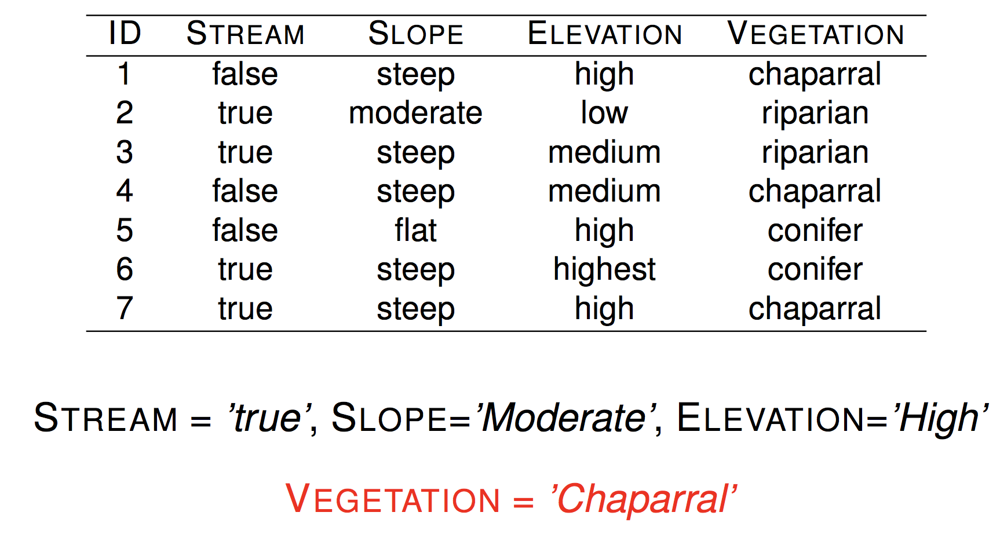 ID STREAM SLOPE ELEVATION VEGETATION
1 false steep high chaparral
2 true moderate low riparian
3 true steep medium riparian
4 false steep medium chaparral
5 false flat high conifer
6 true steep highest conifer
7 true steep high chaparral
STREAM = ’true’, SLOPE=’Moderate’, ELEVATION=’High’
VEGETATION = ’Chaparral’